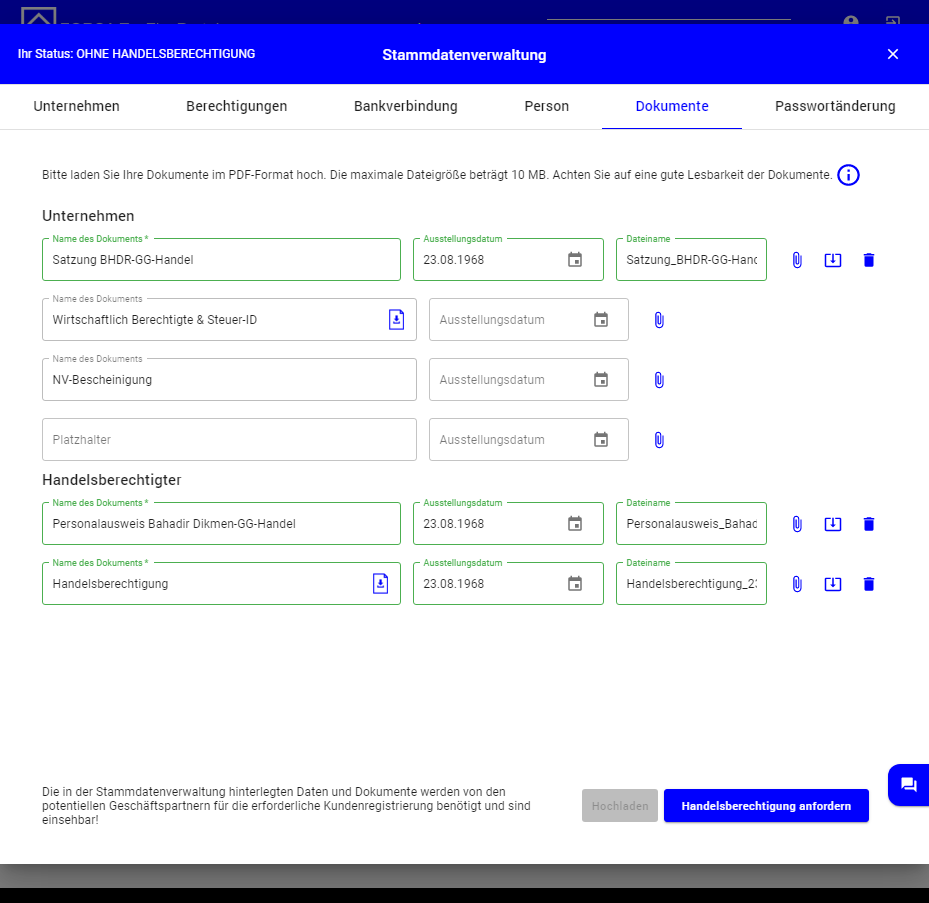 Ihr Status: OHNE HANDELSBERECHTIGUNG
Stammdatenverwaltung
Unternehmen Berechtigungen Bankverbindung Person Dokumente Passwortänderung
Bitte laden Sie Ihre Dokumente im PDF-Format hoch. Die maximale Dateigröße beträgt 10 MB. Achten Sie auf eine gute Lesbarkeit der Dokumente.
Unternehmen
Name des Dokuments * Ausstellungsdatum Dateiname
Satzung BHDR-GG-Handel 23.08.1968 Satzung_BHDR-GG-Hand
Name des Dokuments
Wirtschaftlich Berechtigte & Steuer-ID Ausstellungsdatum
Name des Dokuments
NV-Bescheinigung Ausstellungsdatum
Platzhalter Ausstellungsdatum
Handelsberechtigter
Name des Dokuments * Ausstellungsdatum Dateiname
Personalausweis Bahadir Dikmen-GG-Handel 23.08.1968 Personalausweis_Bahad
Name des Dokuments * Ausstellungsdatum Dateiname
Handelsberechtigung 23.08.1968 Handelsberechtigung_23
Die in der Stammdatenverwaltung hinterlegten Daten und Dokumente werden von den
potentiellen Geschäftspartnern für die erforderliche Kundenregistrierung benötigt und sind
einsehbar!
Hochladen Handelsberechtigung anfordern